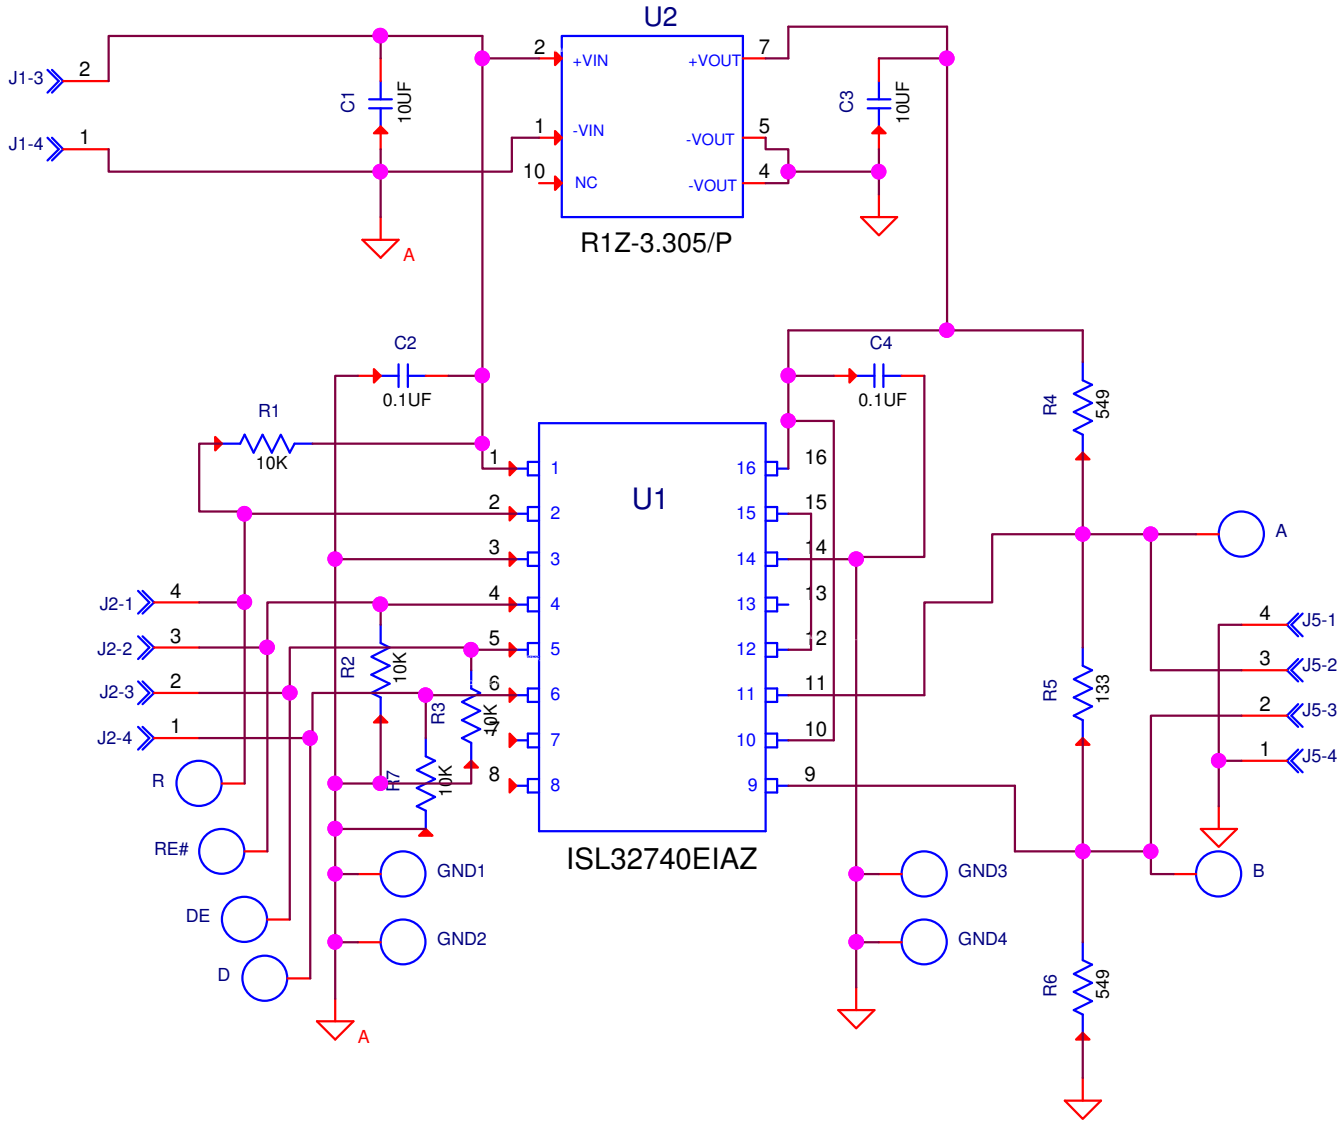 U2
J1-3 2
J1-4 1
C1 10UF
2 +VIN +VOUT 7
1 -VIN -VOUT 5
10 NC -VOUT 4
R1Z-3.305/P
C3 10UF
A
C2
0.1UF
C4
0.1UF
R1
10K
R4 549
U1
1 1 16 16
2 2 15 15
3 3 14 14
4 4 13 13
5 5 12 12
6 6 11 11
7 7 10 10
8 8 9 9
ISL32740EIAZ
J2-1 4
J2-2 3
J2-3 2
J2-4 1
R2 10K
R3 10K
R7 10K
R
RE#
DE
D
GND1
GND2
A
GND3
GND4
R5 133
R6 549
A
4 J5-1
3 J5-2
2 J5-3
1 J5-4
B